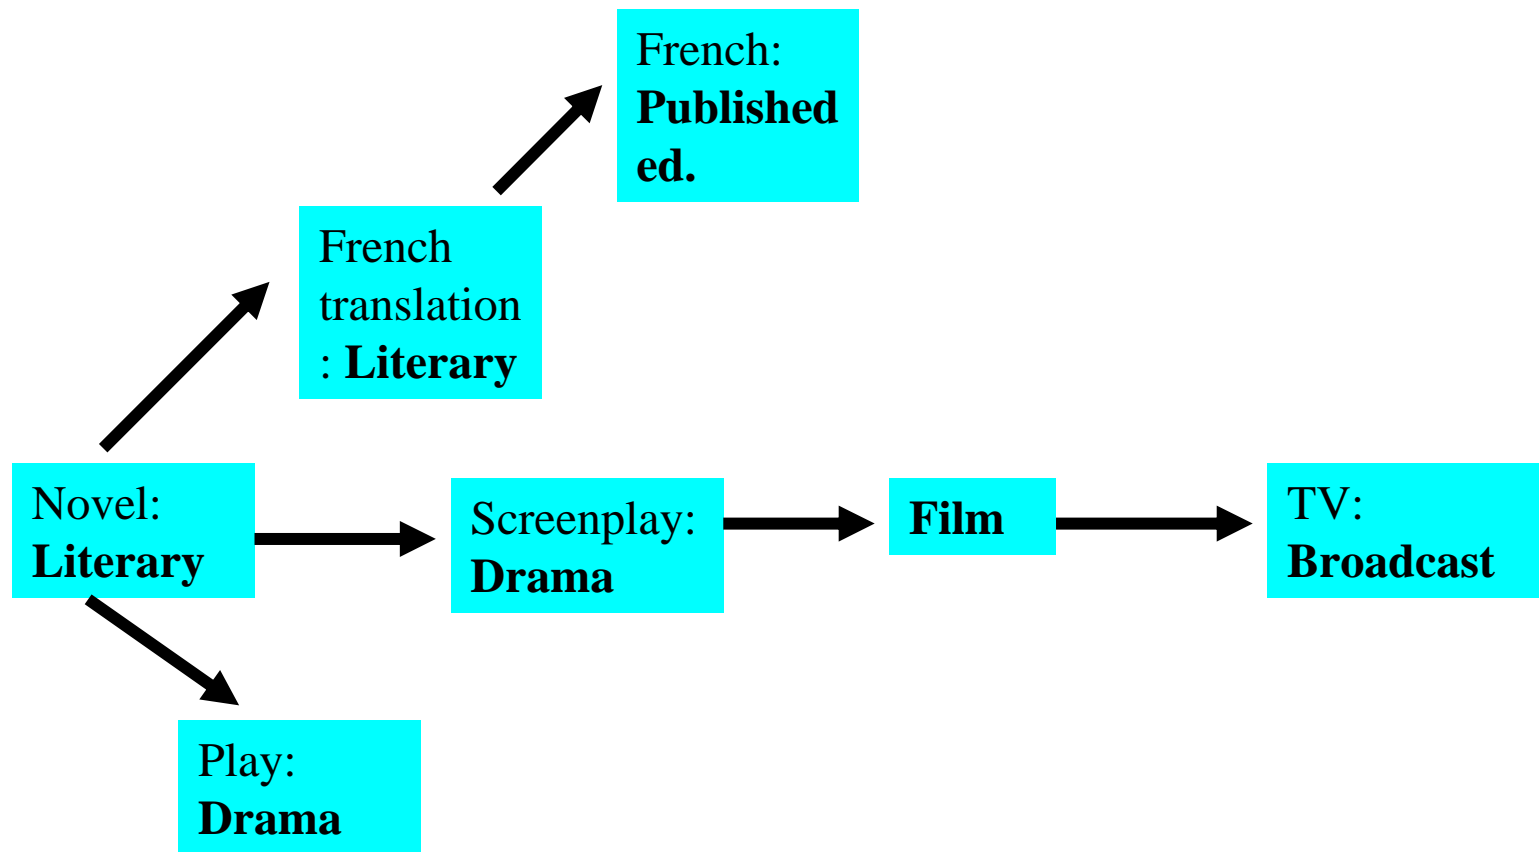 French:
Published
ed.
French
translation
: Literary
Novel:
Literary
Screenplay:
Drama
Film
TV:
Broadcast
Play:
Drama